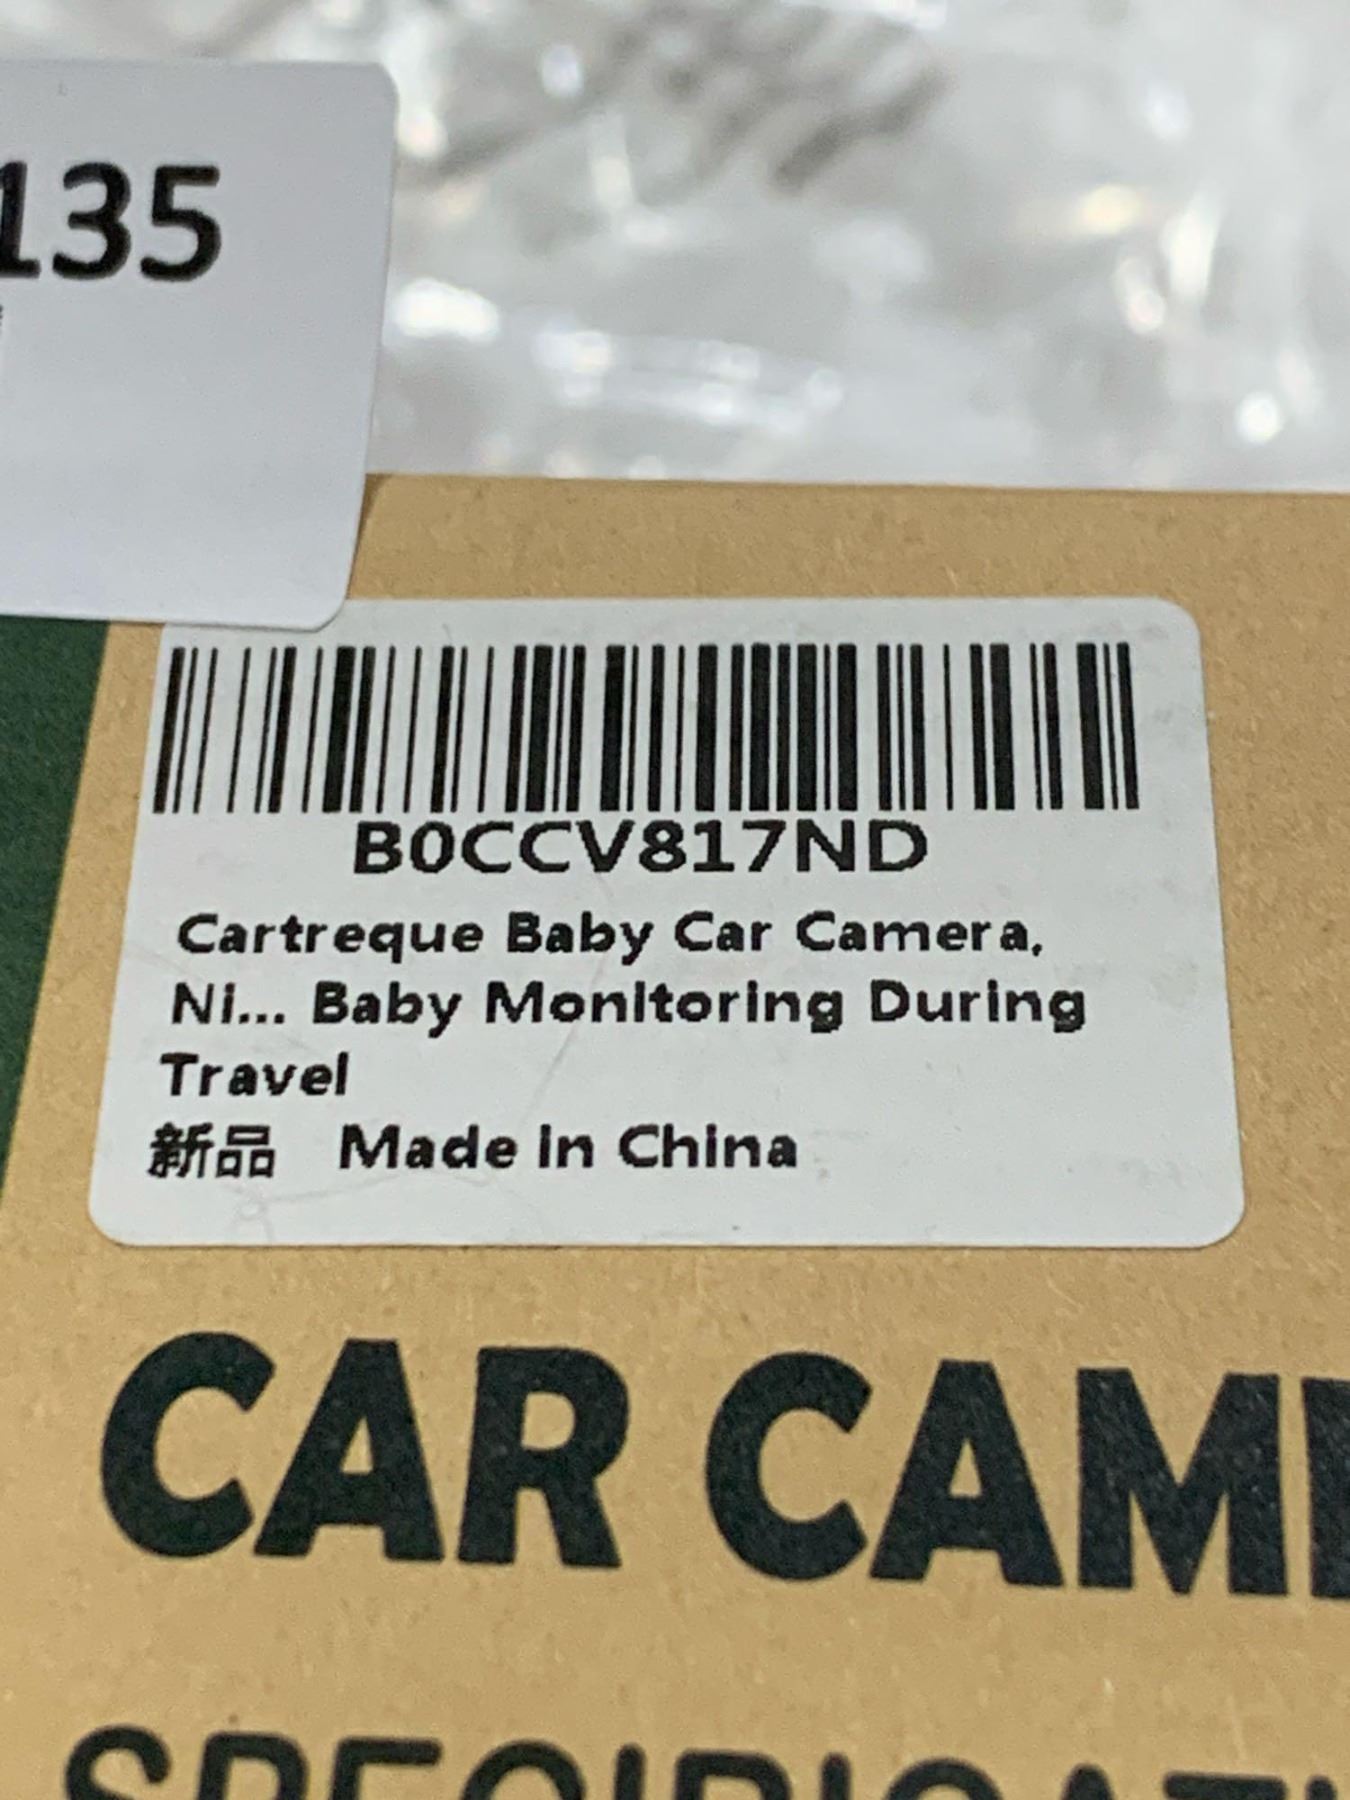 135
B0CCV817ND
Cartreque Baby Car Camera,
Ni... Baby Monitoring During
Travel
新品 Made in China
CAR CAM